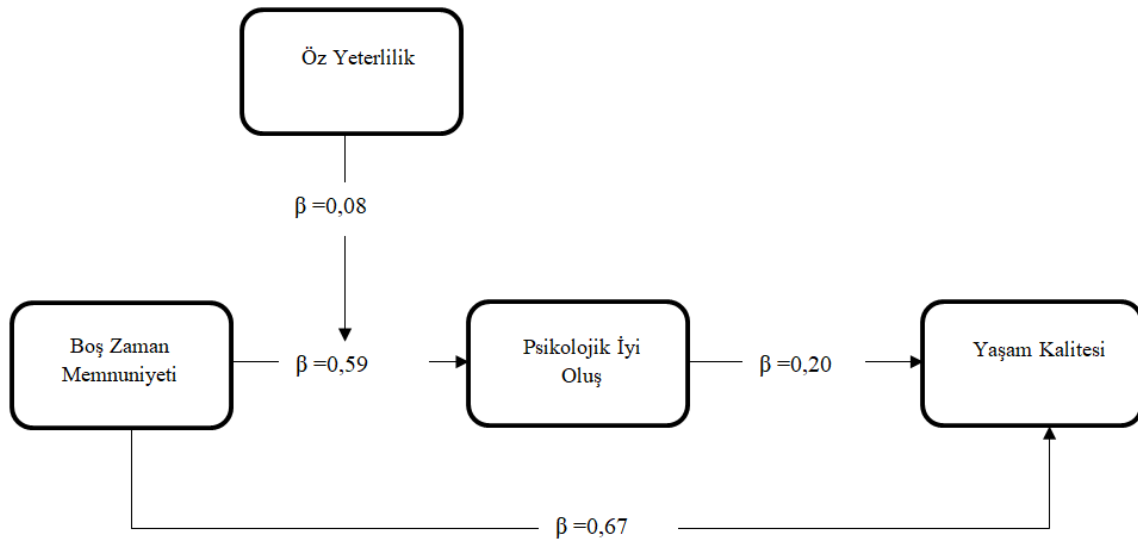 Öz Yeterlilik
β =0,08
Boş Zaman
Memnuniyeti
β =0,59
Psikolojik İyi
Oluş
β =0,20
Yaşam Kalitesi
β =0,67